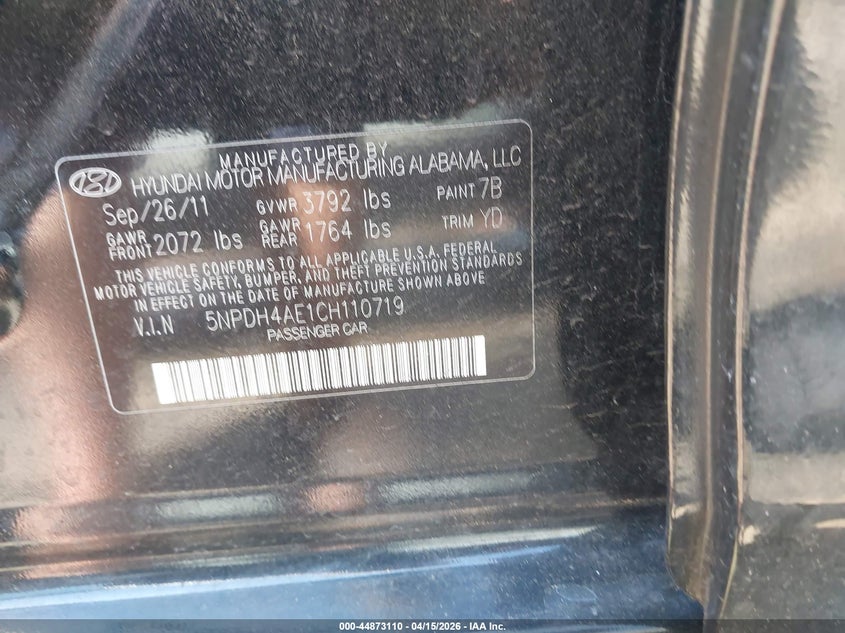 MANUFACTURED BY
HYUNDAI MOTOR MANUFACTURING ALABAMA, LLC
Sep/26/11 GVWR 3792 lbs PAINT 7B
GAWR FRONT 2072 lbs GAWR REAR 1764 lbs TRIM YD
THIS VEHICLE CONFORMS TO ALL APPLICABLE U.S.A. FEDERAL
MOTOR VEHICLE SAFETY, BUMPER, AND THEFT PREVENTION STANDARDS
IN EFFECT ON THE DATE OF MANUFACTURE SHOWN ABOVE
V.I.N 5NPDH4AE1CH110719
PASSENGER CAR
000-44873110 - 04/15/2026 - IAA Inc.